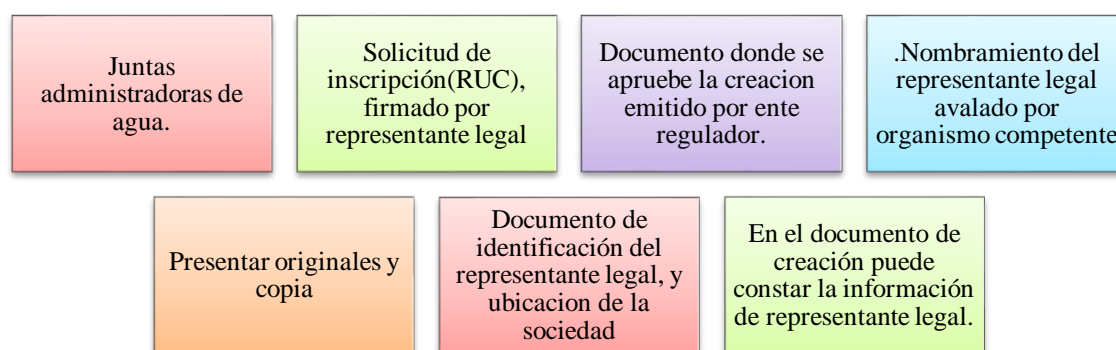 Juntas
administradoras de
agua.
Solicitud de
inscripción(RUC),
firmado por
representante legal
Documento donde se
apruebe la creacion
emitido por ente
regulador.
.Nombramiento del
representante legal
avalado por
organismo competente
Presentar originales y
copia
Documento de
identificación del
representante legal, y
ubicacion de la
sociedad
En el documento de
creación puede
constar la información
de representante legal.